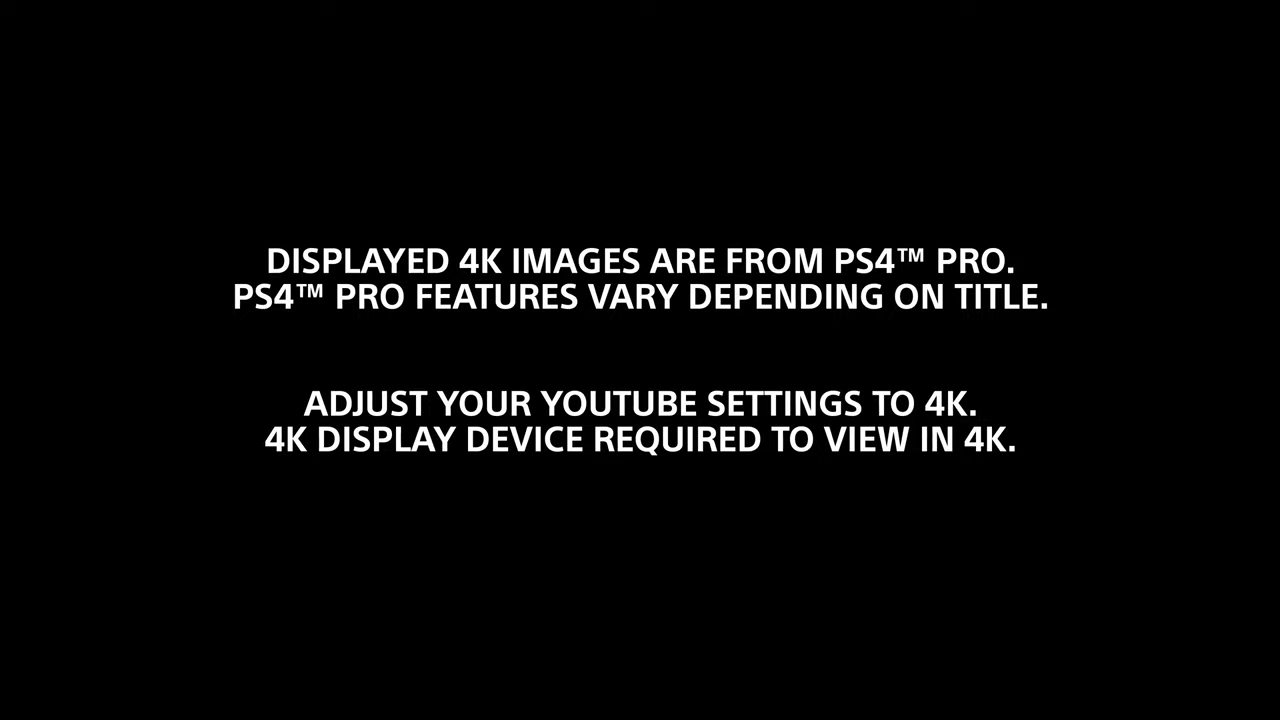 DISPLAYED 4K IMAGES ARE FROM PS4™ PRO.
PS4™ PRO FEATURES VARY DEPENDING ON TITLE.
ADJUST YOUR YOUTUBE SETTINGS TO 4K.
4K DISPLAY DEVICE REQUIRED TO VIEW IN 4K.